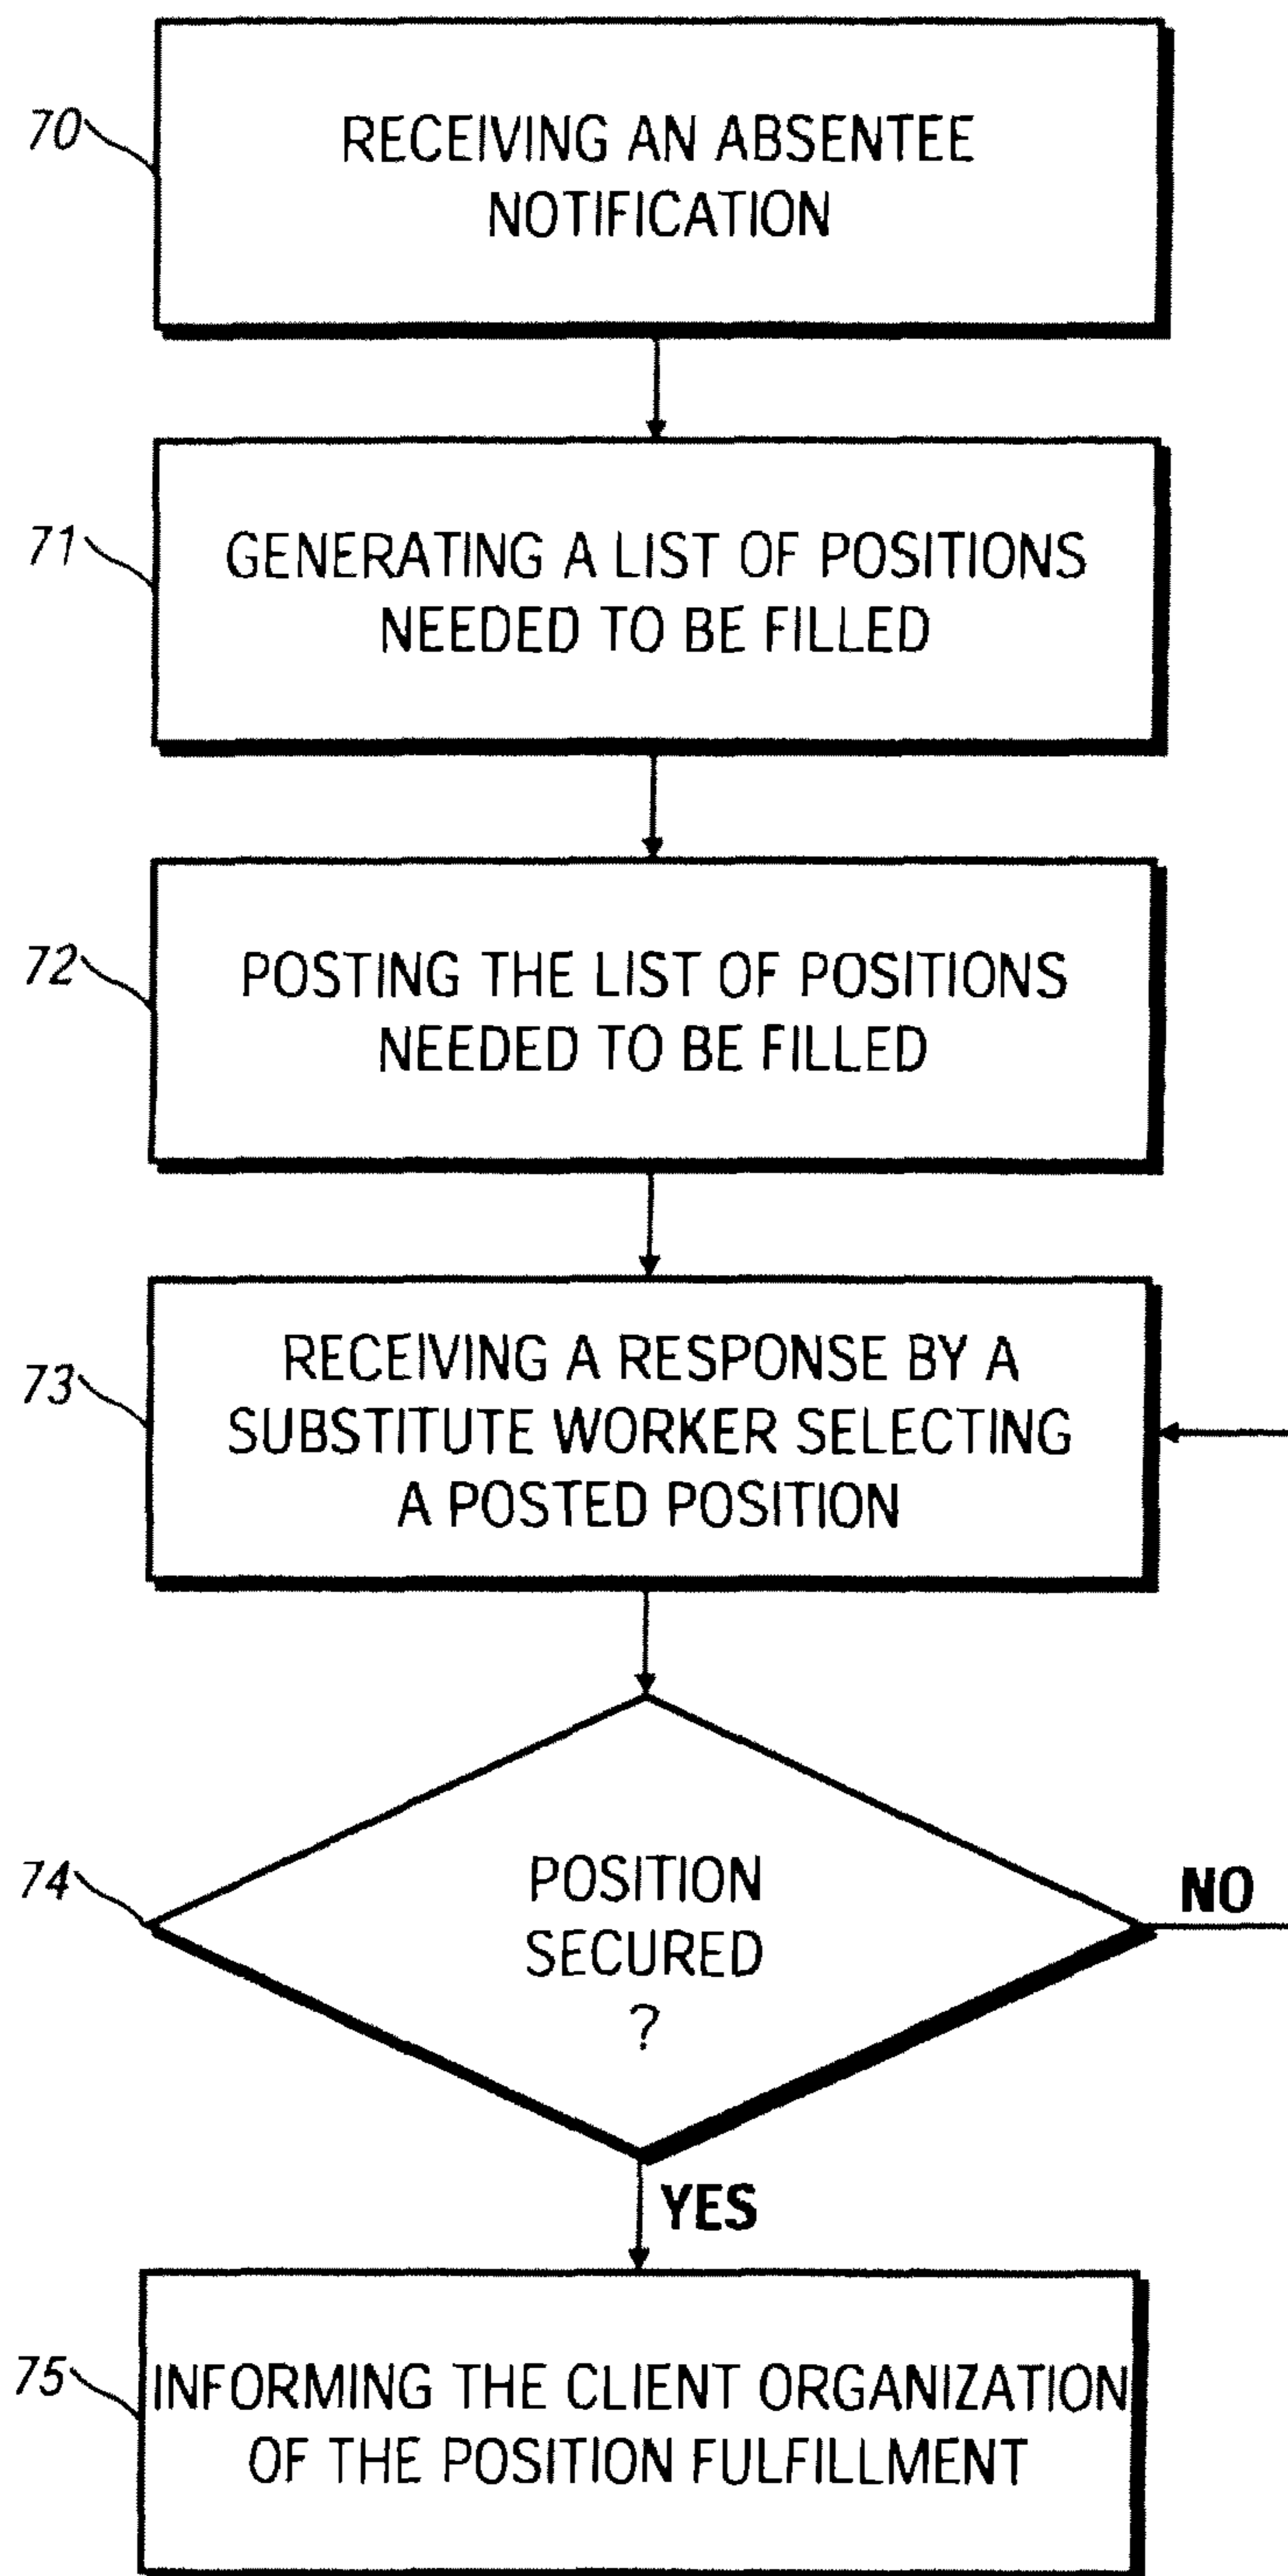 70
RECEIVING AN ABSENTEE
NOTIFICATION
71
GENERATING A LIST OF POSITIONS
NEEDED TO BE FILLED
72
POSTING THE LIST OF POSITIONS
NEEDED TO BE FILLED
73
RECEIVING A RESPONSE BY A
SUBSTITUTE WORKER SELECTING
A POSTED POSITION
74
POSITION
SECURED
?
NO
YES
75
INFORMING THE CLIENT ORGANIZATION
OF THE POSITION FULFILLMENT